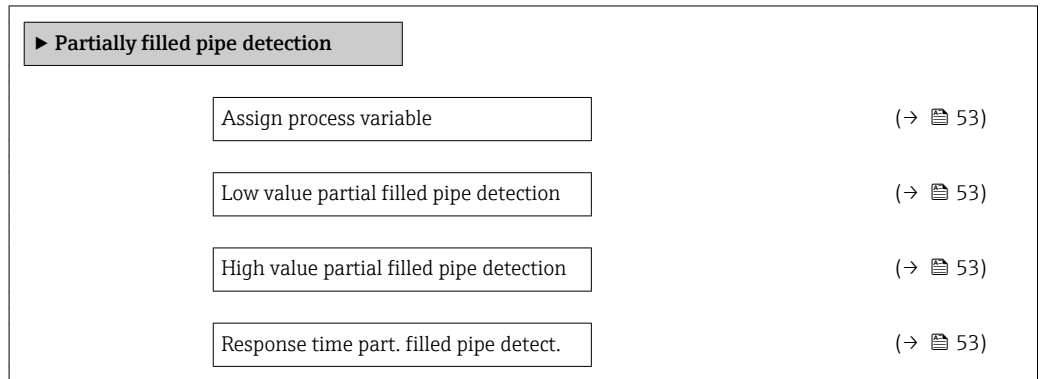 ▶ Partially filled pipe detection
Assign process variable (→ 🖹 53)
Low value partial filled pipe detection (→ 🖹 53)
High value partial filled pipe detection (→ 🖹 53)
Response time part. filled pipe detect. (→ 🖹 53)